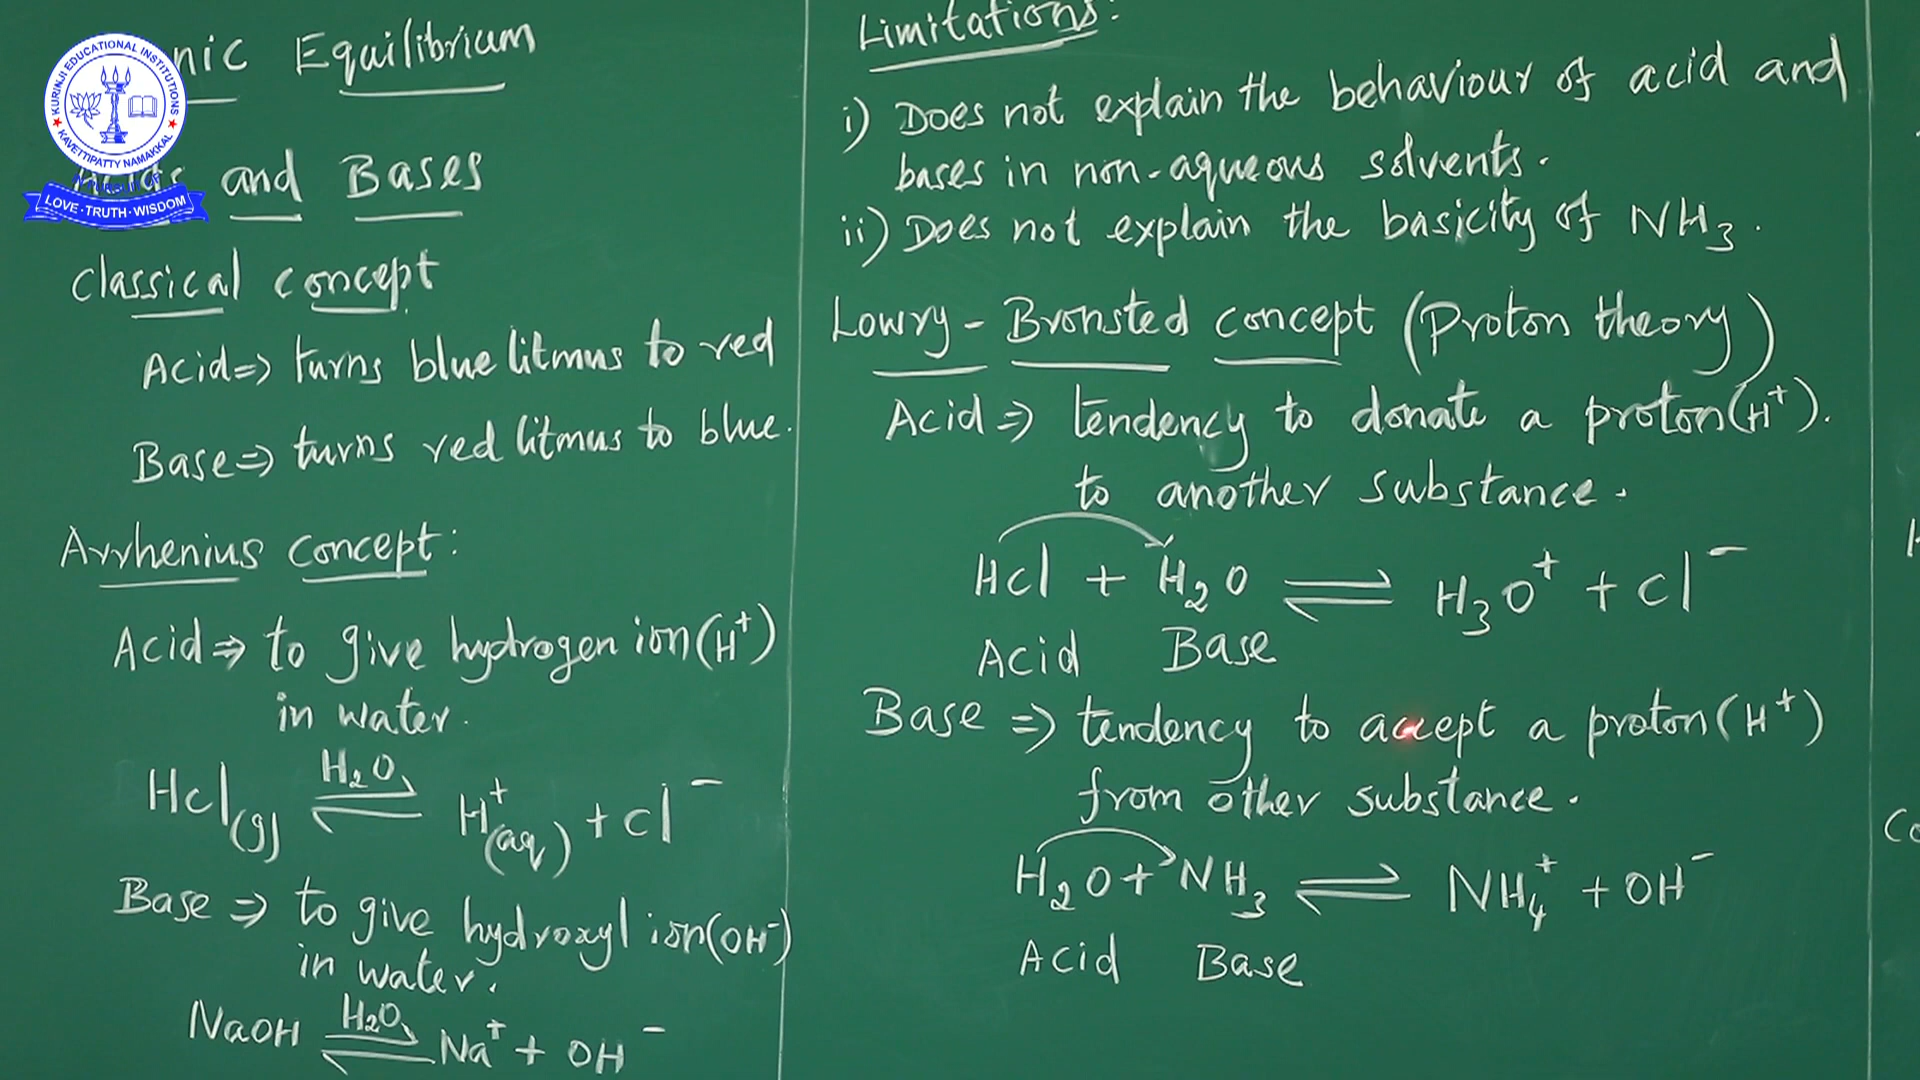 nic Equilibrium
KURINJI EDUCATIONAL INSTITUTIONS
KAVETTIPATTY NAMAKKAL
IN PURSUIT OF
LOVE · TRUTH · WISDOM
and Bases
Classical concept
Acid => turns blue litmus to red
Base => turns red litmus to blue.
Arrhenius concept:
Acid => to give hydrogen ion (H⁺)
in water.
Hcl(g) ⇌ H⁺(aq) + cl⁻
H₂O
Base => to give hydroxyl ion (OH⁻)
in water.
NaOH ⇌ Na⁺ + OH⁻
H₂O
Limitations:
i) Does not explain the behaviour of acid and
bases in non-aqueous solvents.
ii) Does not explain the basicity of NH₃.
Lowry - Bronsted concept (Proton theory)
Acid => tendency to donate a proton (H⁺).
to another substance.
Hcl + H₂O ⇌ H₃O⁺ + cl⁻
Acid Base
Base => tendency to accept a proton (H⁺)
from other substance.
H₂O + NH₃ ⇌ NH₄⁺ + OH⁻
Acid Base